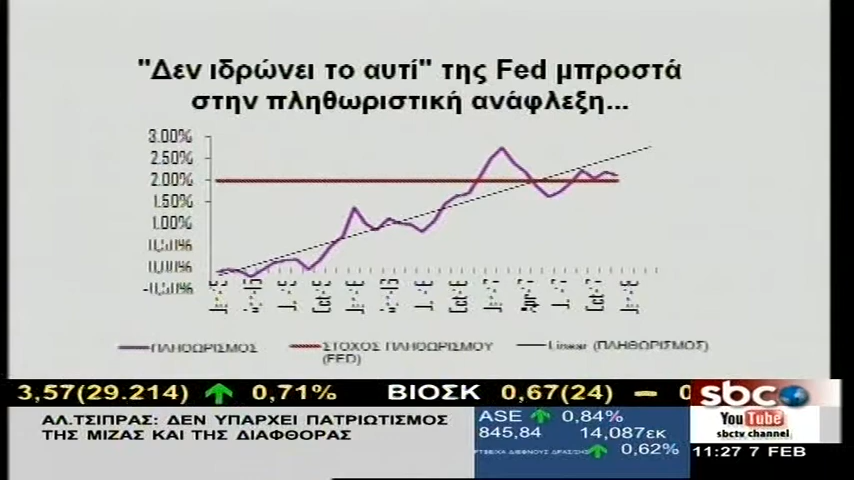 "Δεν ιδρώνει το αυτί" της Fed μπροστά
στην πληθωριστική ανάφλεξη...
3.00%
2.50%
2.00%
1.50%
1.00%
0.50%
0.00%
-0.50%
ΠΛΗΘΩΡΙΣΜΟΣ
ΣΤΟΧΟΣ ΠΛΗΘΩΡΙΣΜΟΥ
(FED)
Linear (ΠΛΗΘΩΡΙΣΜΟΣ)
3,57(29.214) 0,71% ΒΙΟΣΚ 0,67(24)
sbc
ΑΛ.ΤΣΙΠΡΑΣ: ΔΕΝ ΥΠΑΡΧΕΙ ΠΑΤΡΙΩΤΙΣΜΟΣ
ΤΗΣ ΜΙΖΑΣ ΚΑΙ ΤΗΣ ΔΙΑΦΘΟΡΑΣ
ASE 0,84%
845,84 14,087εκ
0,62%
YouTube
sbctv channel
11:27 7 FEB